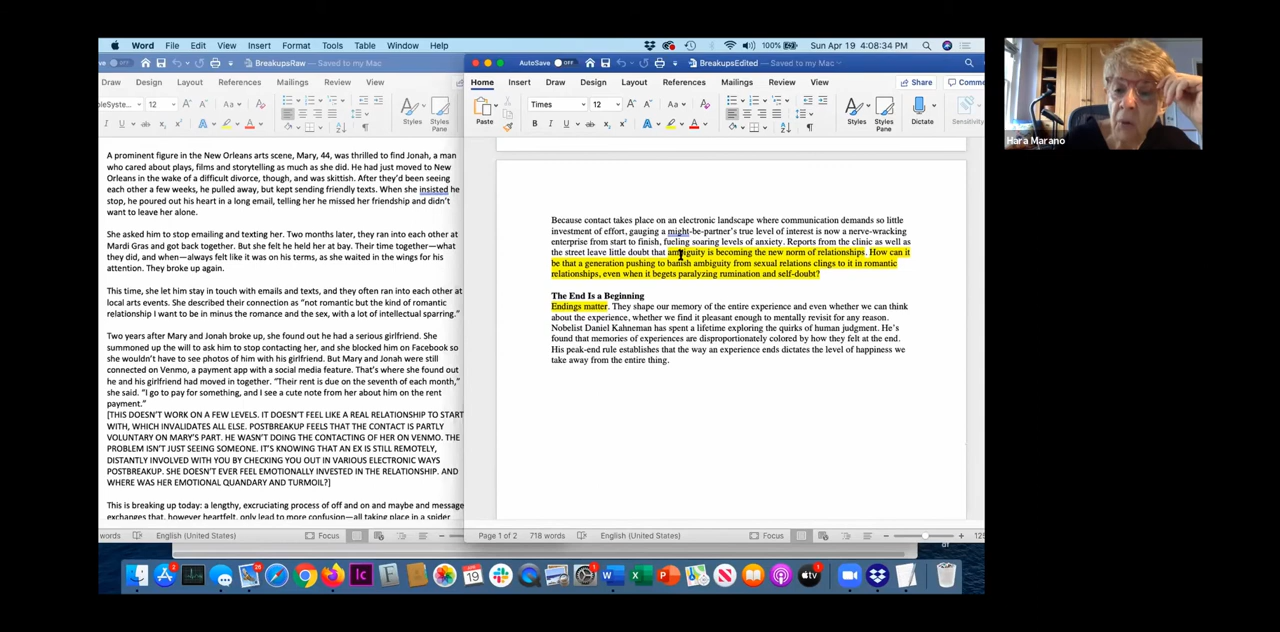 Word File Edit View Insert Format Tools Table Window Help
100% Sun Apr 19 4:08:34 PM
BreakupsRaw — Saved to my Mac
AutoSave OFF BreakupsEdited — Saved to my Mac
Draw Layout References Mailings Review View
Home Insert Draw Design Layout References Mailings Review View Share Comme
12
Times 12
Paste
Styles Styles Pane
Styles Styles Pane Dictate Sensitivity
A prominent figure in the New Orleans arts scene, Mary, 44, was thrilled to find Jonah, a man
who cared about plays, films and storytelling as much as she did. He had just moved to New
Orleans in the wake of a difficult divorce, though, and was skittish. After they'd been seeing
each other a few weeks, he pulled away, but kept sending friendly texts. When she insisted he
stop, he poured out his heart in a long email, telling her he missed her friendship and didn't
want to leave her alone.
She asked him to stop emailing and texting her. Two months later, they ran into each other at
Mardi Gras and got back together. But she felt he held her at bay. Their time together—what
they did, and when—always felt like it was on his terms, as she waited in the wings for his
attention. They broke up again.
This time, she let him stay in touch with emails and texts, and they often ran into each other at
local arts events. She described their connection as "not romantic but the kind of romantic
relationship I want to be in minus the romance and the sex, with a lot of intellectual sparring."
Two years after Mary and Jonah broke up, she found out he had a serious girlfriend. She
summoned up the will to ask him to stop contacting her, and she blocked him on Facebook so
she wouldn't have to see photos of him with his girlfriend. But Mary and Jonah were still
connected on Venmo, a payment app with a social media feature. That's where she found out
he and his girlfriend had moved in together. "Their rent is due on the seventh of each month,"
she said. "I go to pay for something, and I see a cute note from her about him on the rent
payment."
[THIS DOESN'T WORK ON A FEW LEVELS. IT DOESN'T FEEL LIKE A REAL RELATIONSHIP TO START
WITH, WHICH INVALIDATES ALL ELSE. POSTBREAKUP FEELS THAT THE CONTACT IS PARTLY
VOLUNTARY ON MARY'S PART. HE WASN'T DOING THE CONTACTING OF HER ON VENMO. THE
PROBLEM ISN'T JUST SEEING SOMEONE. IT'S KNOWING THAT AN EX IS STILL REMOTELY,
DISTANTLY INVOLVED WITH YOU BY CHECKING YOU OUT IN VARIOUS ELECTRONIC WAYS
POSTBREAKUP. SHE DOESN'T EVER FEEL EMOTIONALLY INVESTED IN THE RELATIONSHIP. AND
WHERE WAS HER EMOTIONAL QUANDARY AND TURMOIL?]
This is breaking up today: a lengthy, excruciating process of off and on and maybe and message
exchanges that, however heartfelt, only lead to more confusion—all taking place in a spider
Because contact takes place on an electronic landscape where communication demands so little
investment of effort, gauging a might-be-partner's true level of interest is now a nerve-wracking
enterprise from start to finish, fueling soaring levels of anxiety. Reports from the clinic as well as
the street leave little doubt that ambiguity is becoming the new norm of relationships. How can it
be that a generation pushing to banish ambiguity from sexual relations clings to it in romantic
relationships, even when it begets paralyzing rumination and self-doubt?
The End Is a Beginning
Endings matter. They shape our memory of the entire experience and even whether we can think
about the experience, whether we find it pleasant enough to mentally revisit for any reason.
Nobelist Daniel Kahneman has spent a lifetime exploring the quirks of human judgment. He's
found that memories of experiences are disproportionately colored by how they felt at the end.
His peak-end rule establishes that the way an experience ends dictates the level of happiness we
take away from the entire thing.
words English (United States) Focus
Page 1 of 2 718 words English (United States) Focus
Hara Marano